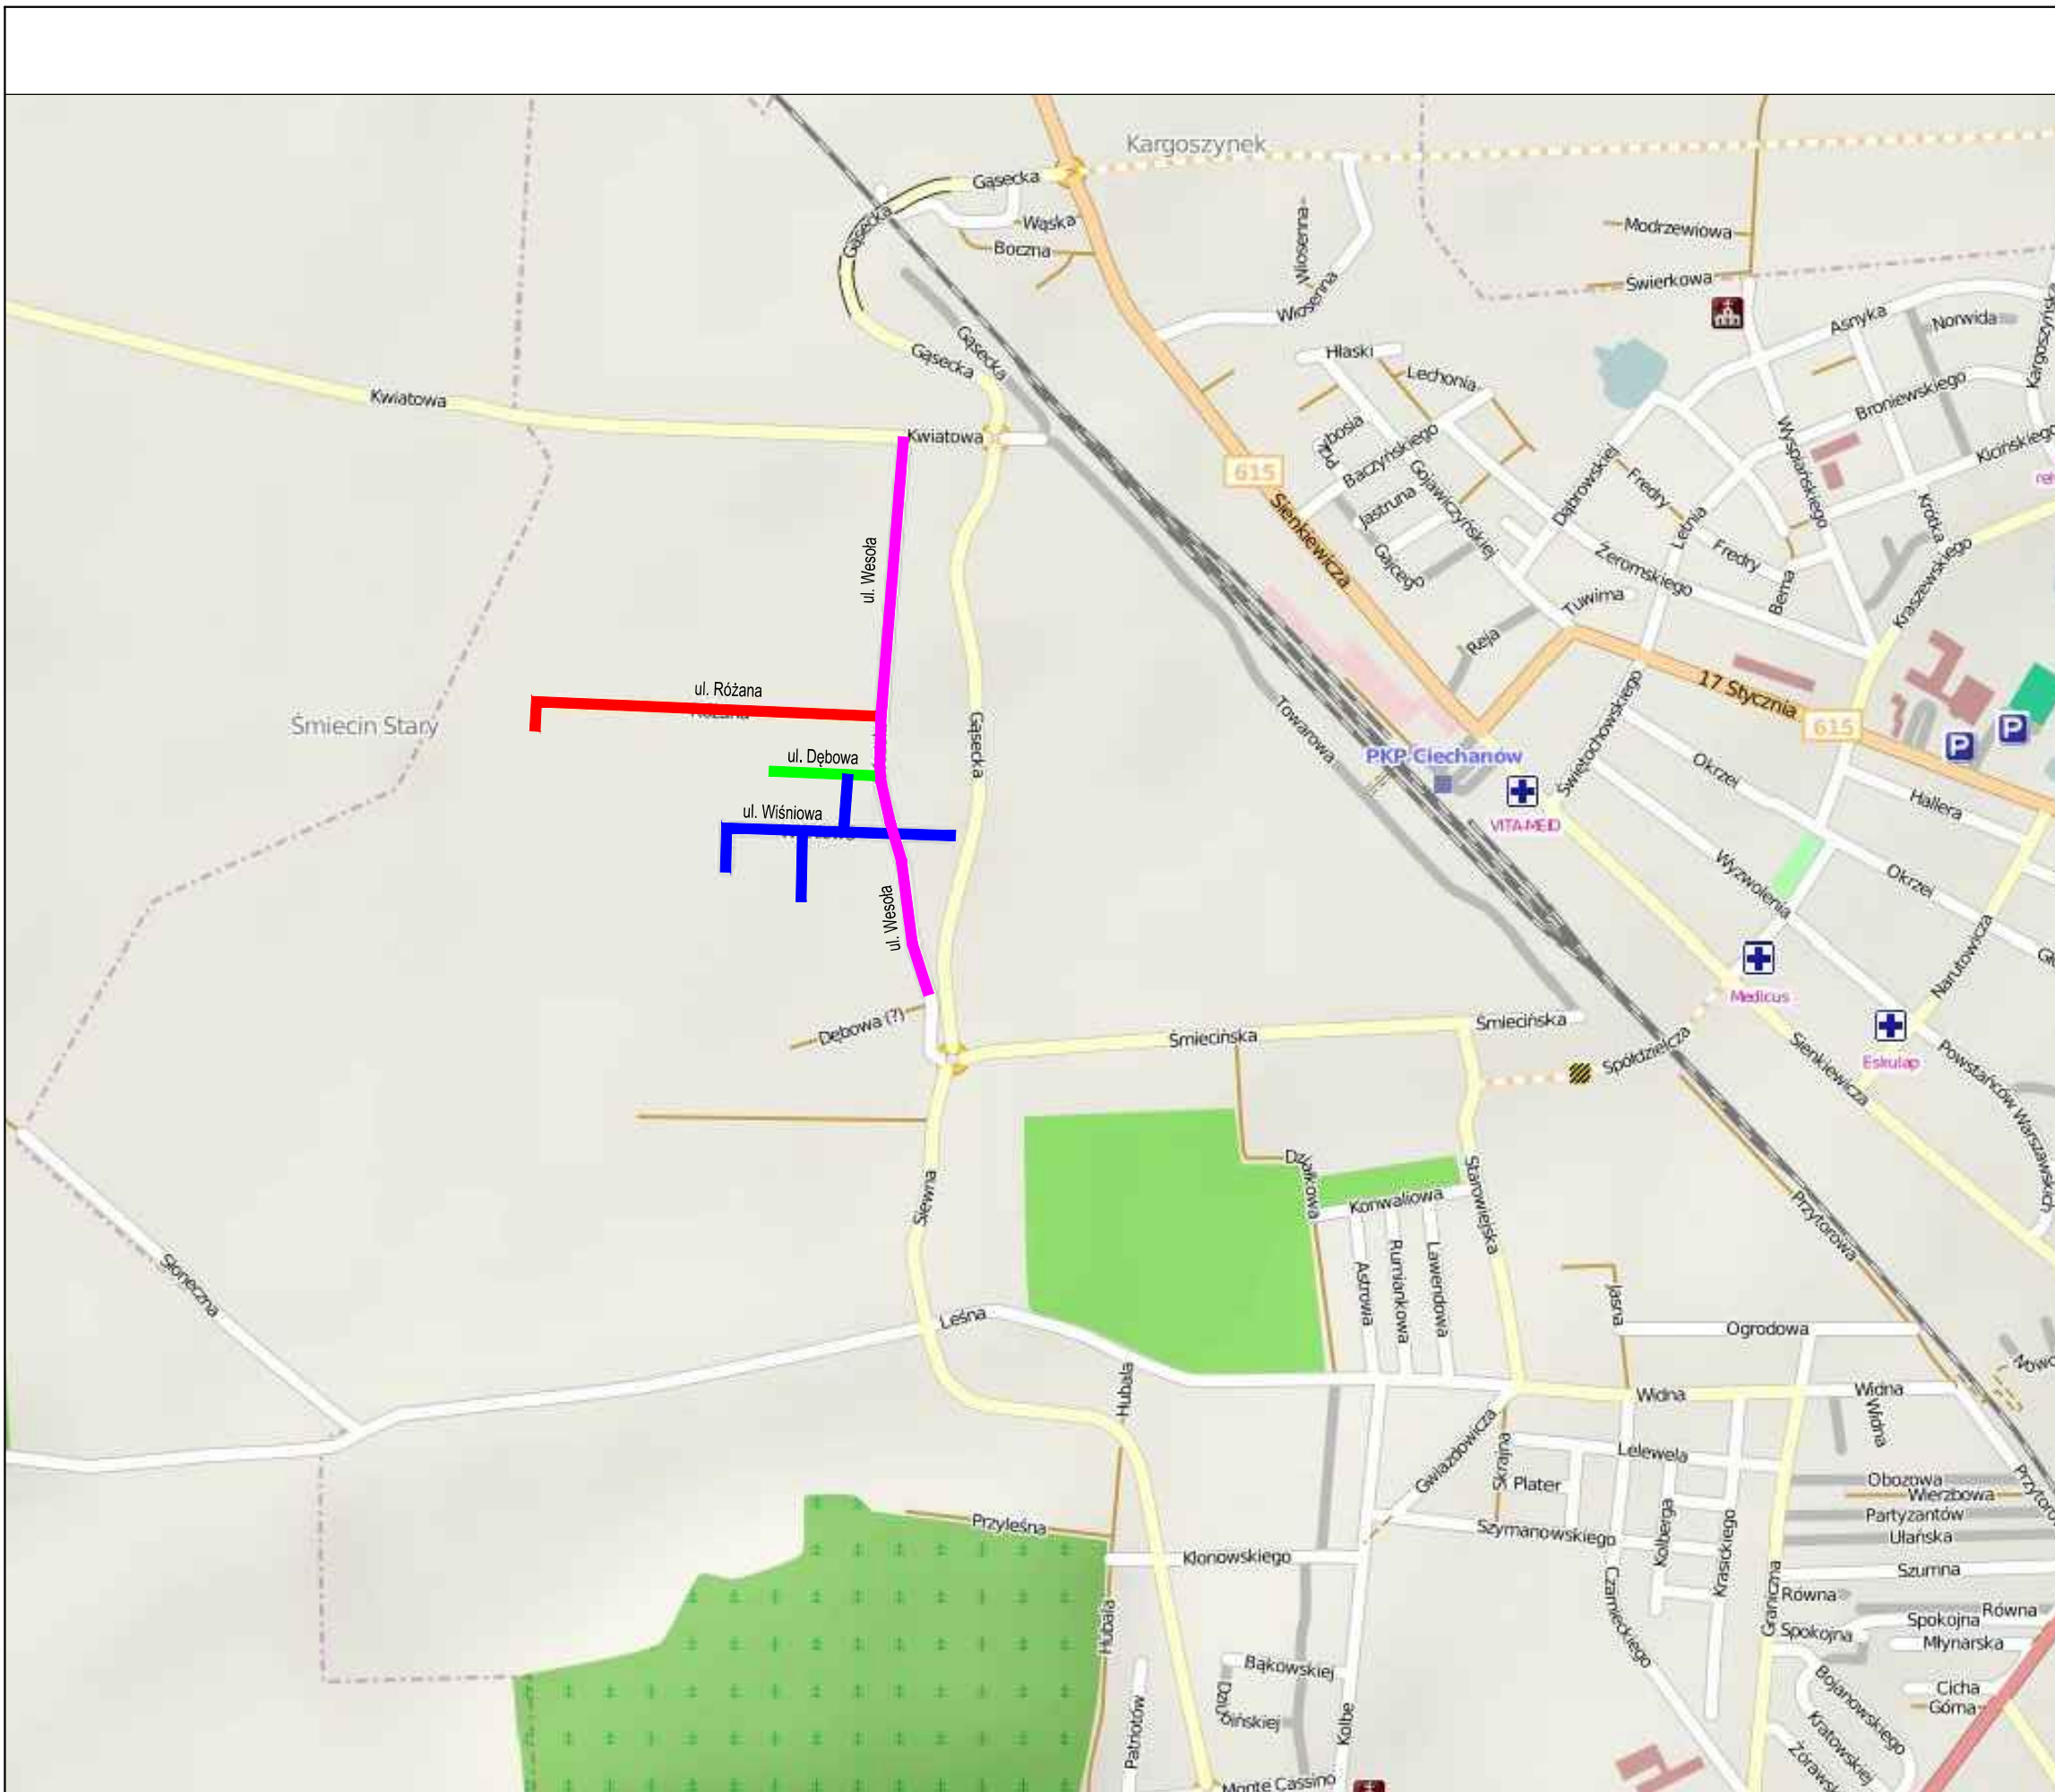 Kargoszynek
Gąsecka
Wąska
Boczna
Gąsecka
Gąsecka
Gąsecka
Wiosenna
Wiosenna
Modrzewiowa
Świerkowa
Asnyka
Norwida
Kargoszyńska
Hłaski
Lechonia
Kwiatowa
Kwiatowa
Broniewskiego
Baczyńskiego
Wyspiańskiego
Kicińskiego
615
Dąbrowskiej
Fredry
Gojawiczyńskiej
Jastruna
Letnia
Krótka
Sienkiewicza
Gajcego
Żeromskiego
Fredry
Bema
Kraszewskiego
ul. Wesoła
Tuwima
Reja
17 Stycznia
615
ul. Różana
Śmiecin Stary
Gąsecka
Towarowa
PKP Ciechanów
Świętochowskiego
P
P
ul. Dębowa
Okrzei
Hallera
ul. Wiśniowa
VITA-MED
Wyzwolenia
Okrzei
ul. Wesoła
Narutowicza
Medicus
Dębowa (?)
Śmiecińska
Śmiecińska
Spółdzielcza
Sienkiewicza
Eskulap
Powstańców Warszawskich
Działkowa
Siewna
Konwaliowa
Starowiejska
Przytorowa
Astrowa
Rumiankowa
Lawendowa
Słoneczna
Jasna
Leśna
Ogrodowa
Hubala
Widna
Widna
Widna
Gwiazdowicza
Skrajna
Lelewela
Plater
Obozowa
Wierzbowa
Partyzantów
Ułańska
Przyleśna
Szymanowskiego
Kolberga
Krasickiego
Klonowskiego
Szumna
Czarnieckiego
Graniczna
Równa
Równa
Hubala
Spokojna
Spokojna
Młynarska
Bąkowskiej
Bojanowskiego
Cicha
Górna
Patriotów
Kolbe
Kratowskiej
Monte Cassino